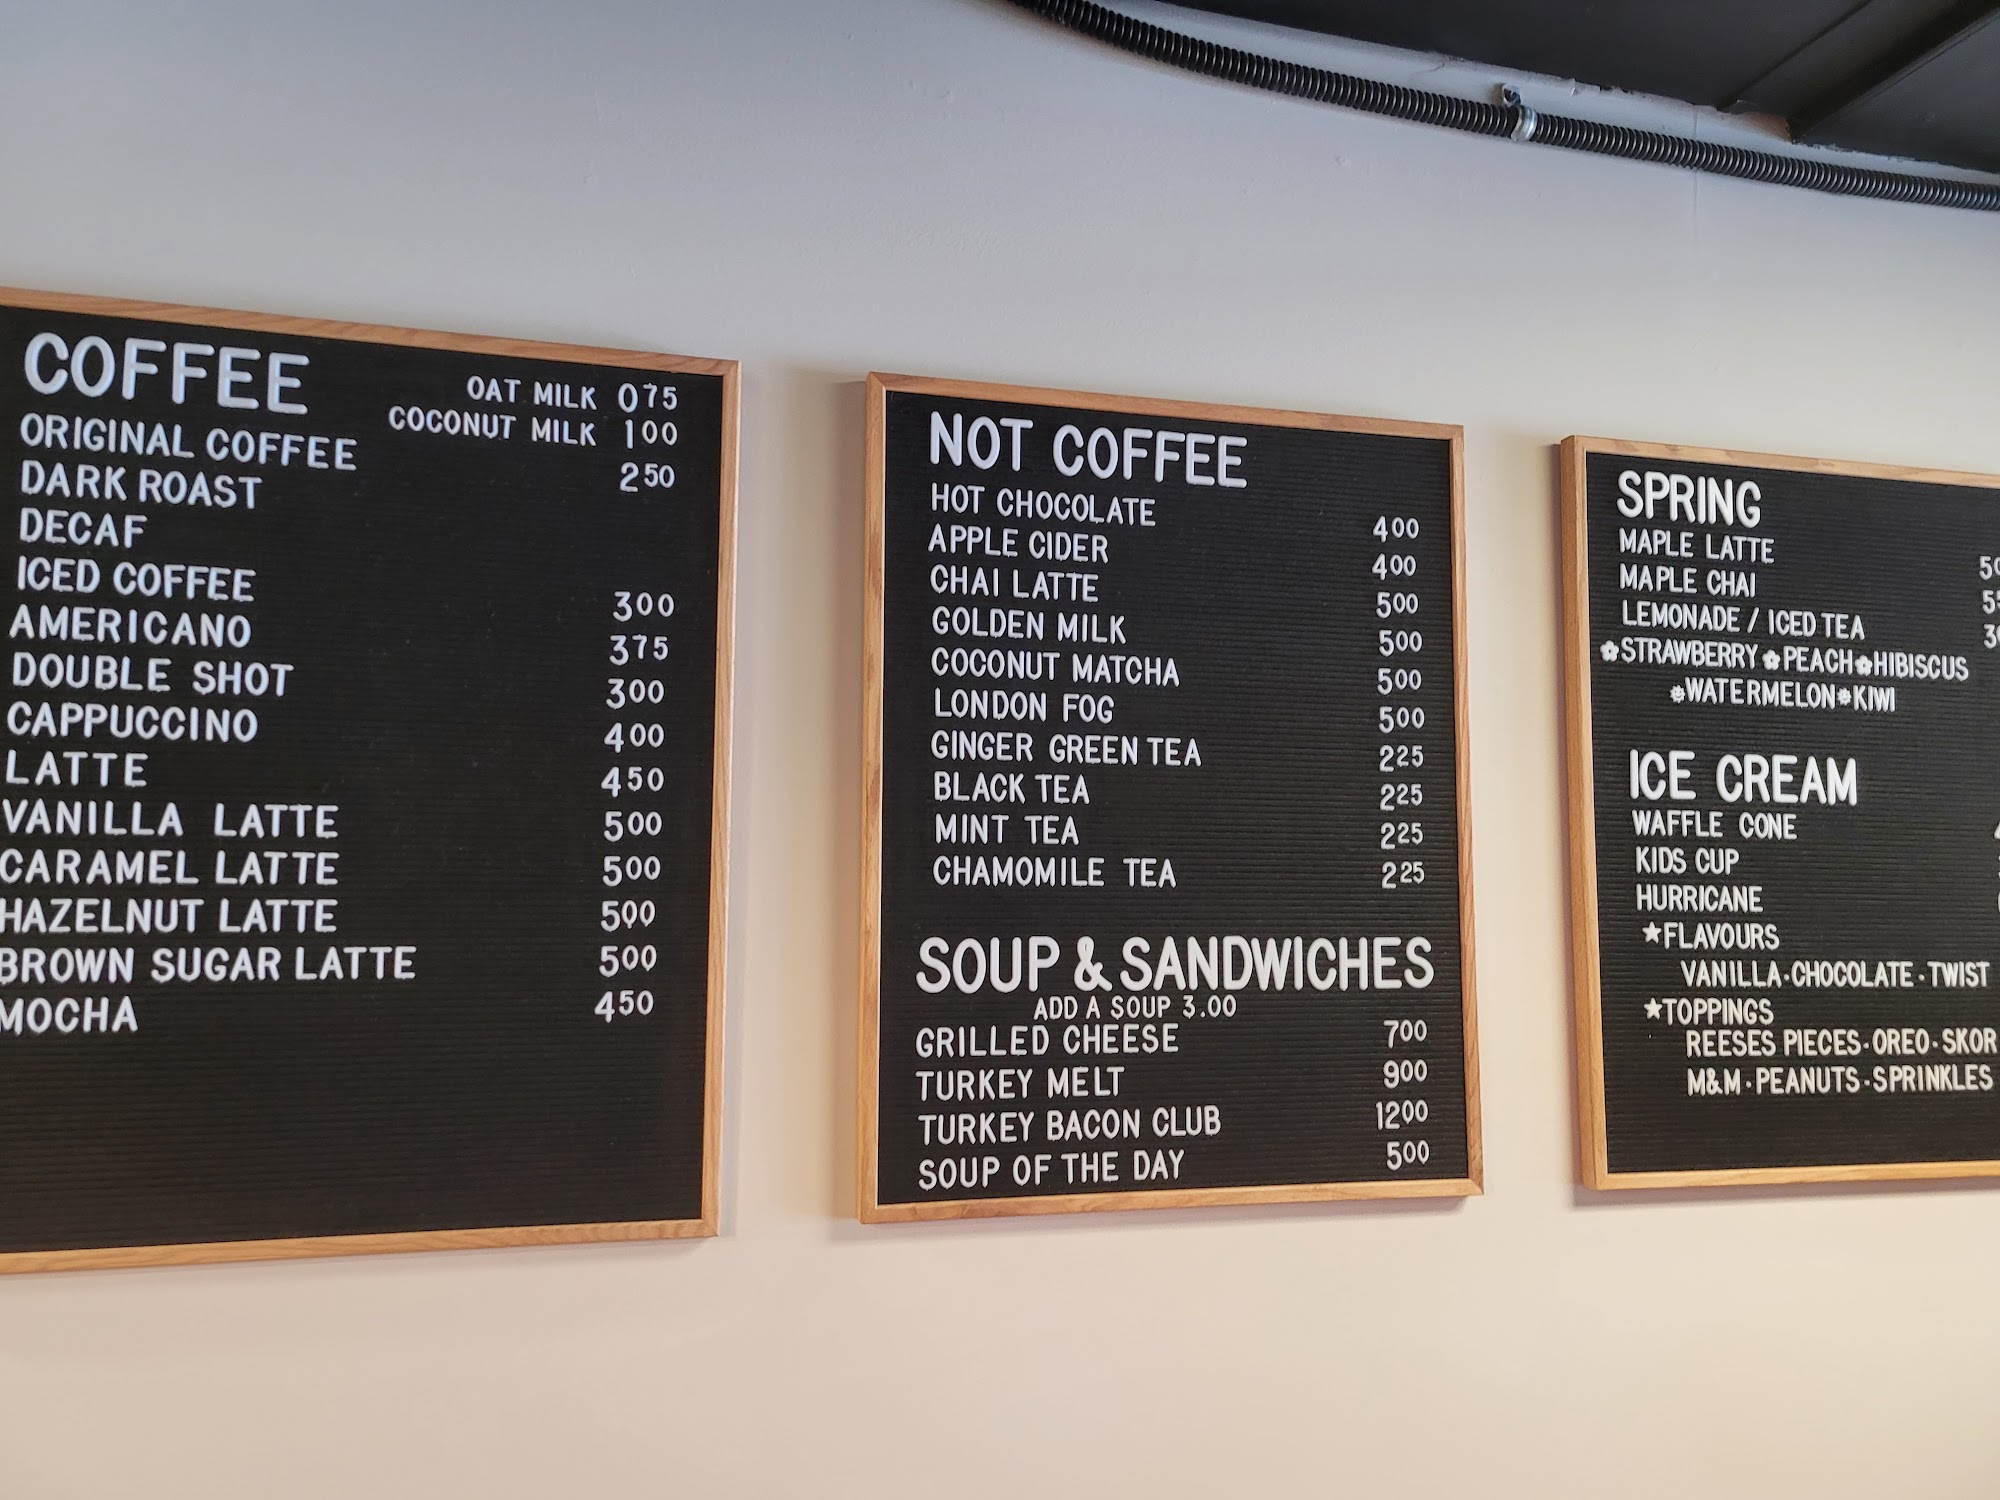 COFFEE
OAT MILK 075
COCONUT MILK 100
ORIGINAL COFFEE 250
DARK ROAST
DECAF
ICED COFFEE 300
AMERICANO 375
DOUBLE SHOT 300
CAPPUCCINO 400
LATTE 450
VANILLA LATTE 500
CARAMEL LATTE 500
HAZELNUT LATTE 500
BROWN SUGAR LATTE 500
MOCHA 450
NOT COFFEE
HOT CHOCOLATE 400
APPLE CIDER 400
CHAI LATTE 500
GOLDEN MILK 500
COCONUT MATCHA 500
LONDON FOG 500
GINGER GREEN TEA 225
BLACK TEA 225
MINT TEA 225
CHAMOMILE TEA 225
SOUP & SANDWICHES
ADD A SOUP 3.00
GRILLED CHEESE 700
TURKEY MELT 900
TURKEY BACON CLUB 1200
SOUP OF THE DAY 500
SPRING
MAPLE LATTE
MAPLE CHAI
LEMONADE / ICED TEA
STRAWBERRY PEACH HIBISCUS
WATERMELON KIWI
ICE CREAM
WAFFLE CONE
KIDS CUP
HURRICANE
★FLAVOURS
VANILLA · CHOCOLATE · TWIST
★TOPPINGS
REESES PIECES · OREO · SKOR
M&M · PEANUTS · SPRINKLES